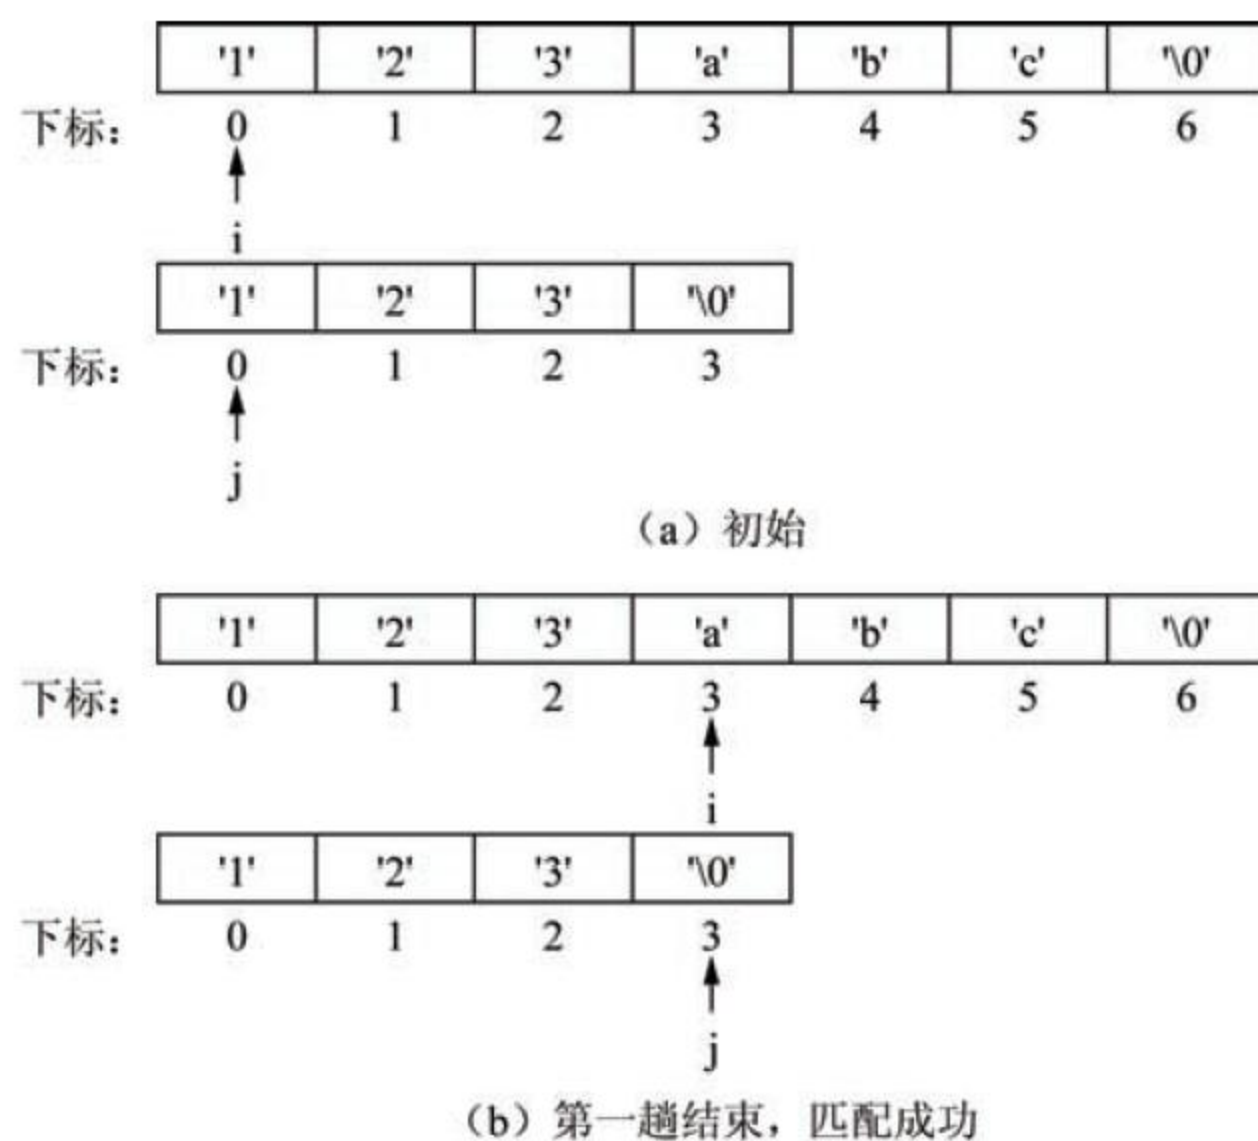 '1' '2' '3' 'a' 'b' 'c' '\0'
下标： 0 1 2 3 4 5 6
i
'1' '2' '3' '\0'
下标： 0 1 2 3
j
（a）初始
'1' '2' '3' 'a' 'b' 'c' '\0'
下标： 0 1 2 3 4 5 6
i
'1' '2' '3' '\0'
下标： 0 1 2 3
j
（b）第一趟结束，匹配成功